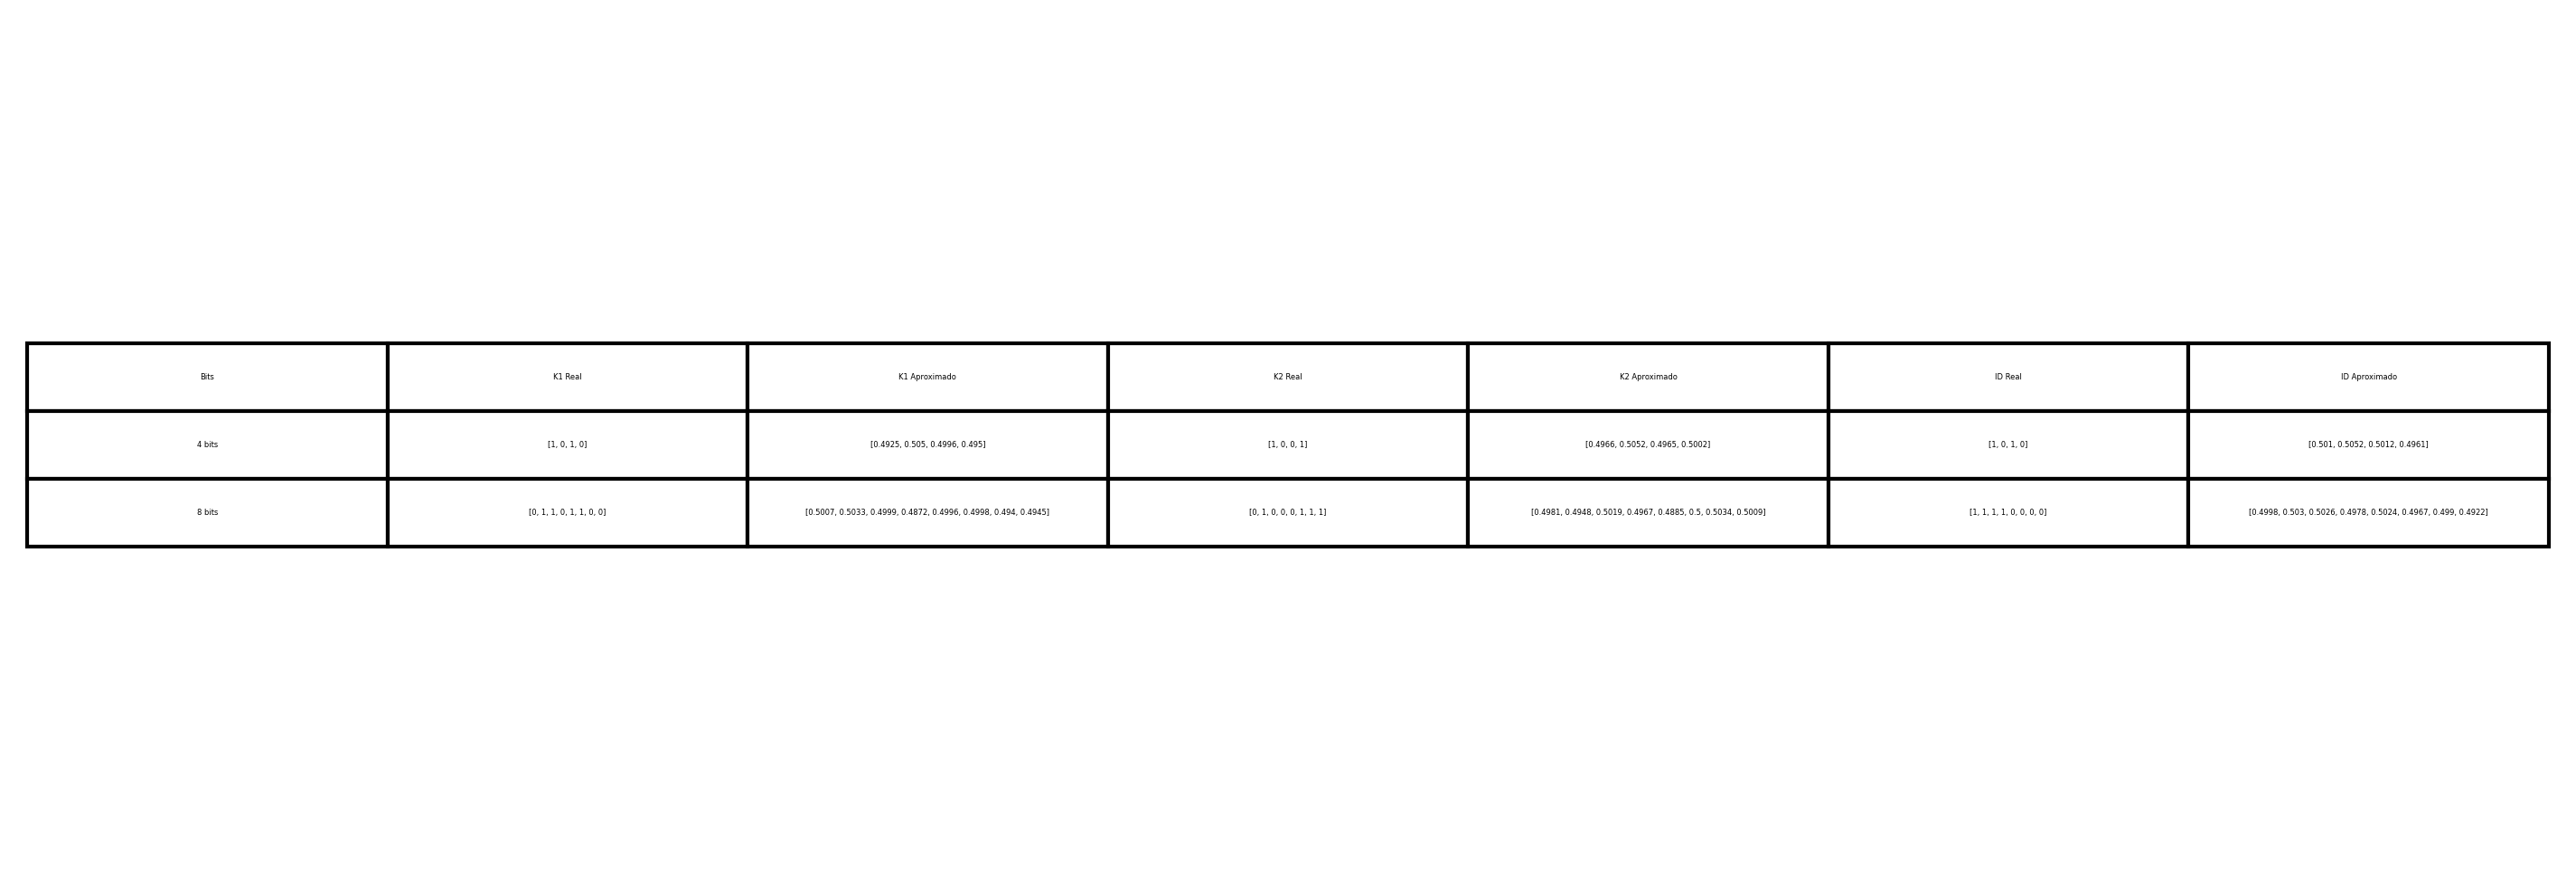 Bits K1 Real K1 Aproximado K2 Real K2 Aproximado ID Real ID Aproximado
4 bits [1, 0, 1, 0] [0.4925, 0.505, 0.4996, 0.495] [1, 0, 0, 1] [0.4966, 0.5052, 0.4965, 0.5002] [1, 0, 1, 0] [0.501, 0.5052, 0.5012, 0.4961]
8 bits [0, 1, 1, 0, 1, 1, 0, 0] [0.5007, 0.5033, 0.4999, 0.4872, 0.4996, 0.4998, 0.494, 0.4945] [0, 1, 0, 0, 0, 1, 1, 1] [0.4981, 0.4948, 0.5019, 0.4967, 0.4885, 0.5, 0.5034, 0.5009] [1, 1, 1, 1, 0, 0, 0, 0] [0.4998, 0.503, 0.5026, 0.4978, 0.5024, 0.4967, 0.499, 0.4922]